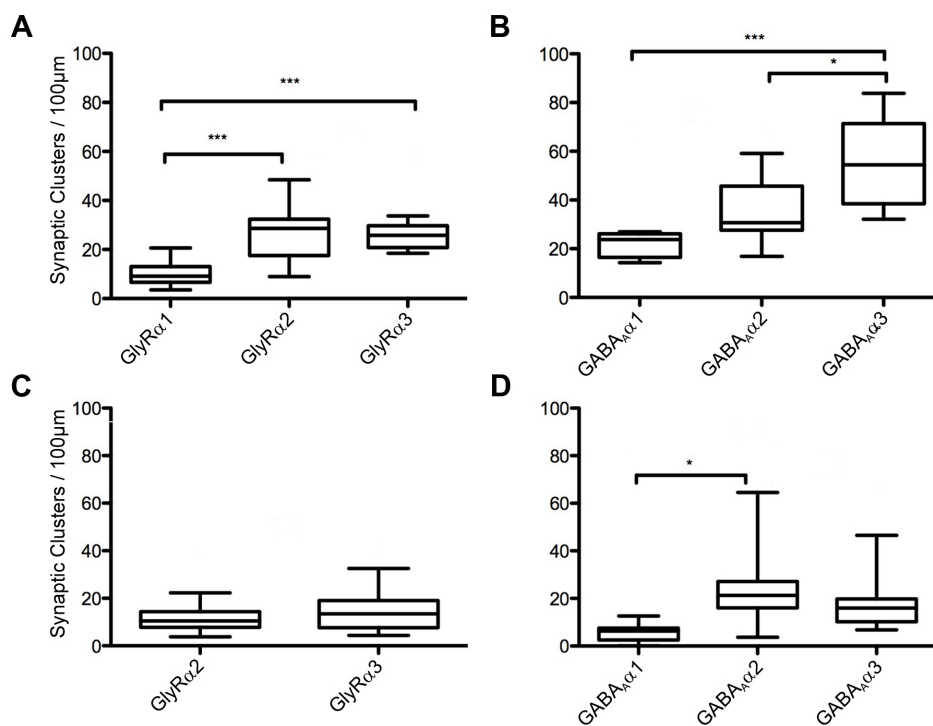 A
Synaptic Clusters / 100µm
100
80
60
40
20
0
***
***
GlyRα1
GlyRα2
GlyRα3
B
100
80
60
40
20
0
***
*
GABAAα1
GABAAα2
GABAAα3
C
Synaptic Clusters / 100µm
100
80
60
40
20
0
GlyRα2
GlyRα3
D
100
80
60
40
20
0
*
GABAAα1
GABAAα2
GABAAα3